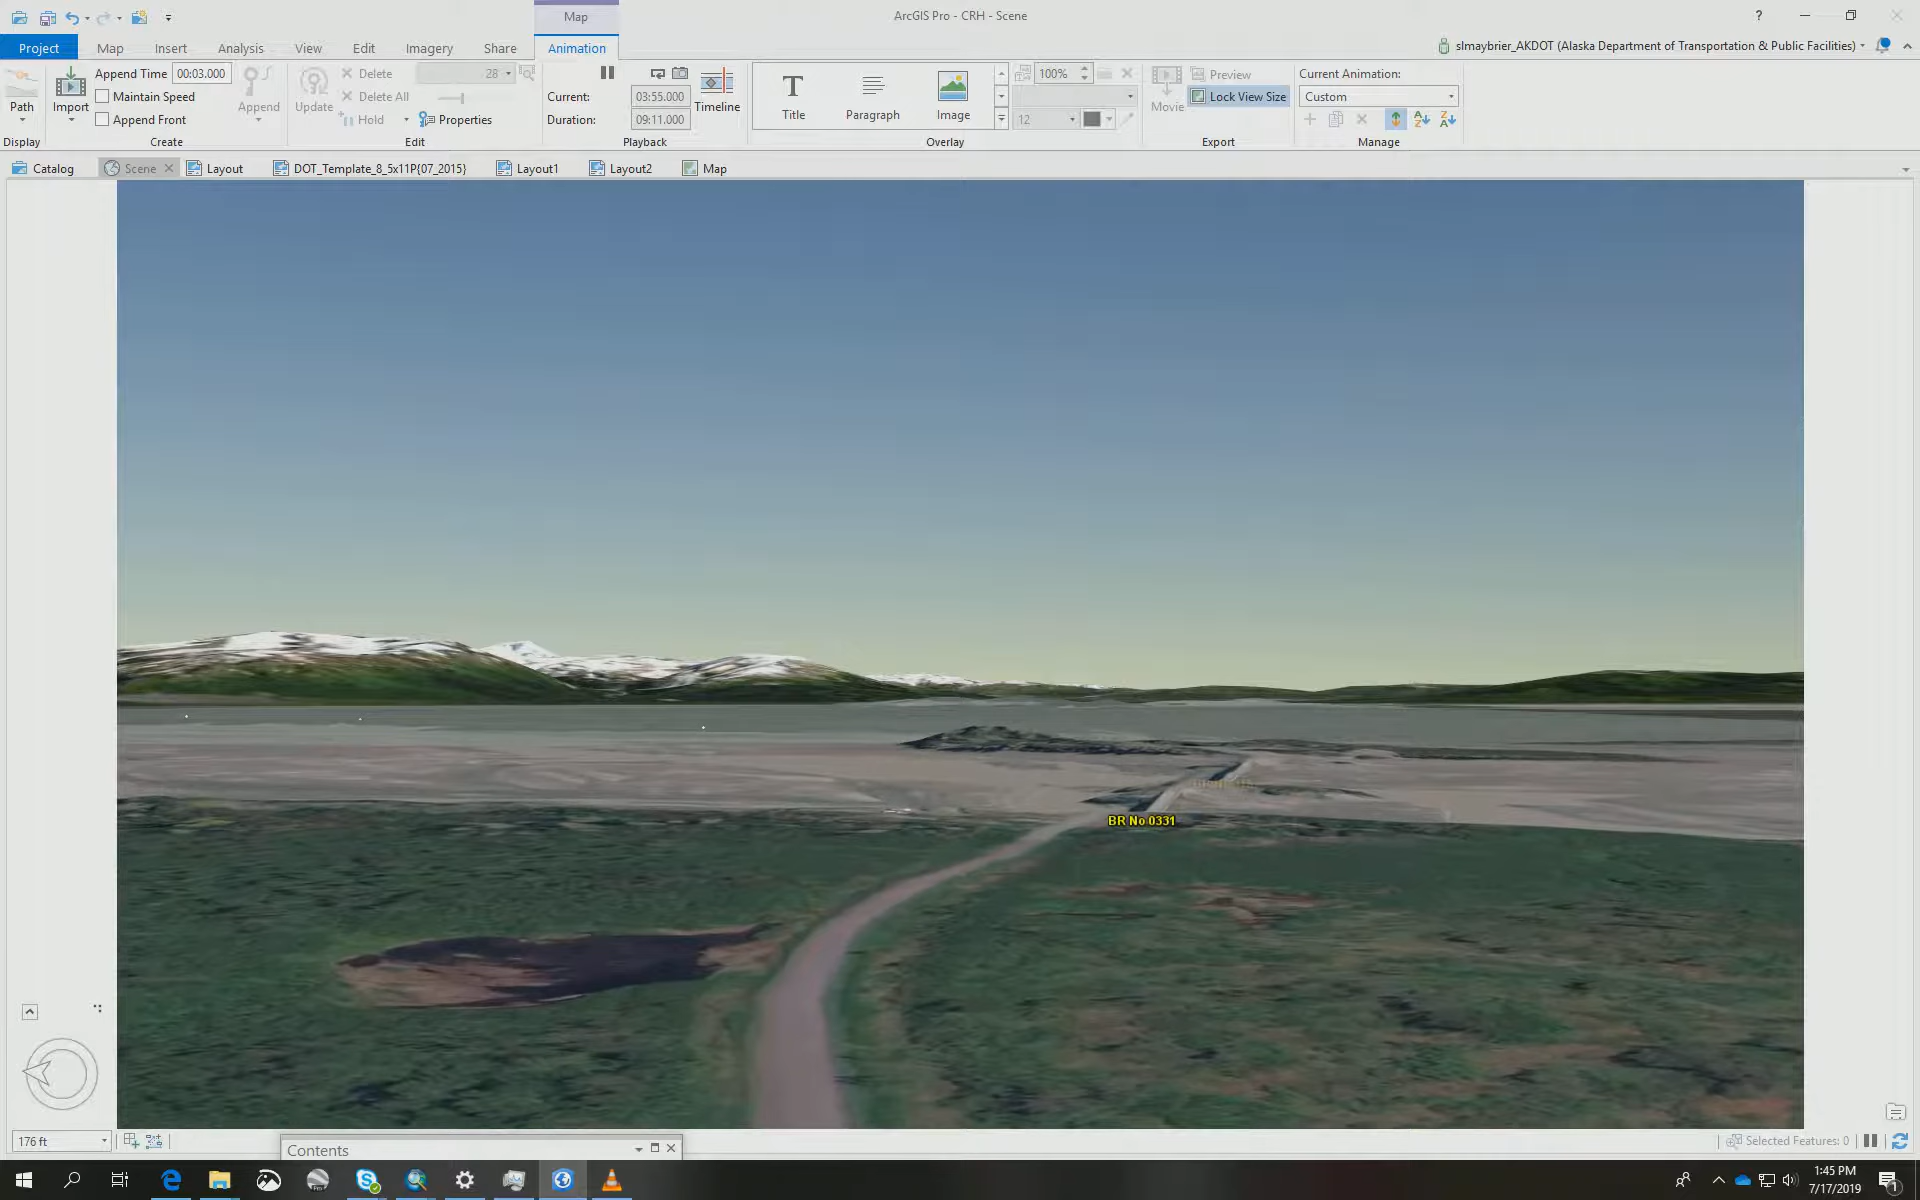 Map
ArcGIS Pro - CRH - Scene
?
Project Map Insert Analysis View Edit Imagery Share Animation
slmaybrier_AKDOT (Alaska Department of Transportation & Public Facilities)
Append Time 00:03.000
Delete
28
100%
Preview
Current Animation:
Maintain Speed
Delete All
Current: 03:55.000
Lock View Size
Custom
Path
Import
Append
Update
Timeline
Title
Paragraph
Image
Movie
Append Front
Hold
Properties
Duration: 09:11.000
12
Display
Create
Edit
Playback
Overlay
Export
Manage
Catalog
Scene
Layout
DOT_Template_8_5x11P{07_2015}
Layout1
Layout2
Map
BR No 0331
176 ft
Contents
Selected Features: 0
1:45 PM
7/17/2019
1